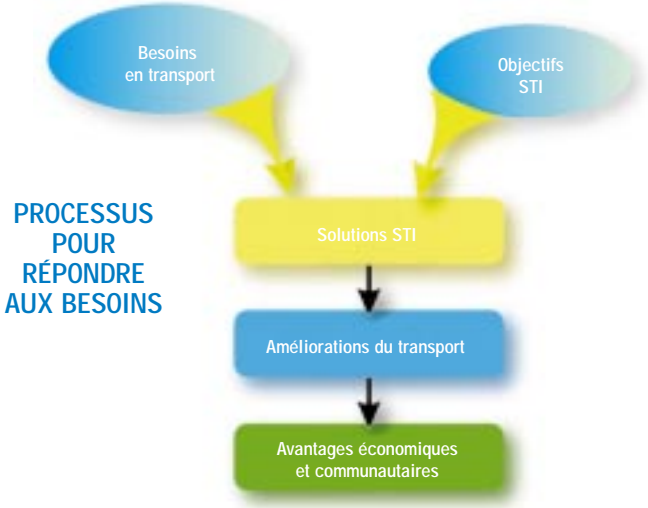 Besoins
en transport
Objectifs
STI
PROCESSUS
POUR
RÉPONDRE
AUX BESOINS
Solutions STI
Améliorations du transport
Avantages économiques
et communautaires